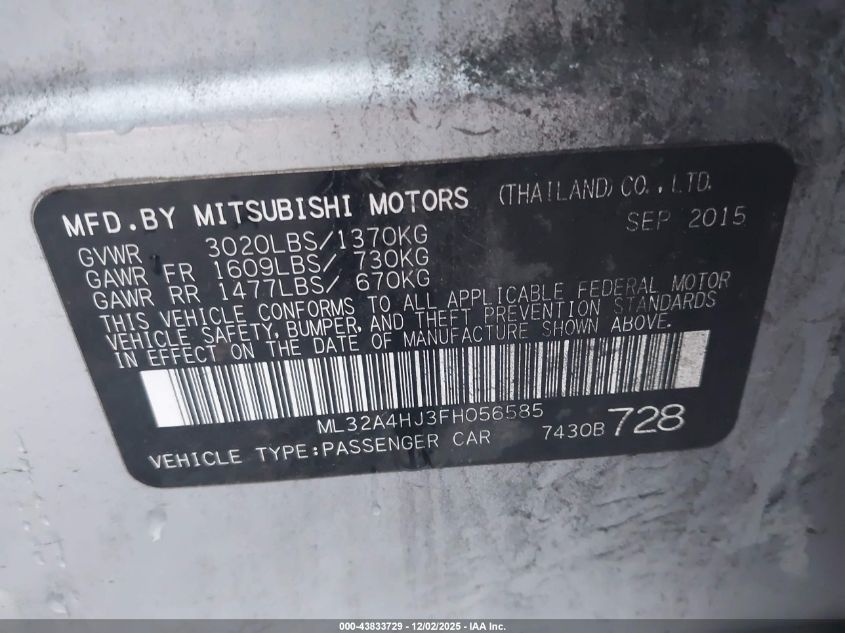 MFD.BY MITSUBISHI MOTORS (THAILAND) CO.,LTD.
SEP 2015
GVWR 3020LBS/1370KG
GAWR FR 1609LBS/ 730KG
GAWR RR 1477LBS/ 670KG
THIS VEHICLE CONFORMS TO ALL APPLICABLE FEDERAL MOTOR
VEHICLE SAFETY, BUMPER, AND THEFT PREVENTION STANDARDS
IN EFFECT ON THE DATE OF MANUFACTURE SHOWN ABOVE.
ML32A4HJ3FH056585
VEHICLE TYPE:PASSENGER CAR 7430B 728
000-43833729 - 12/02/2025 - IAA Inc.